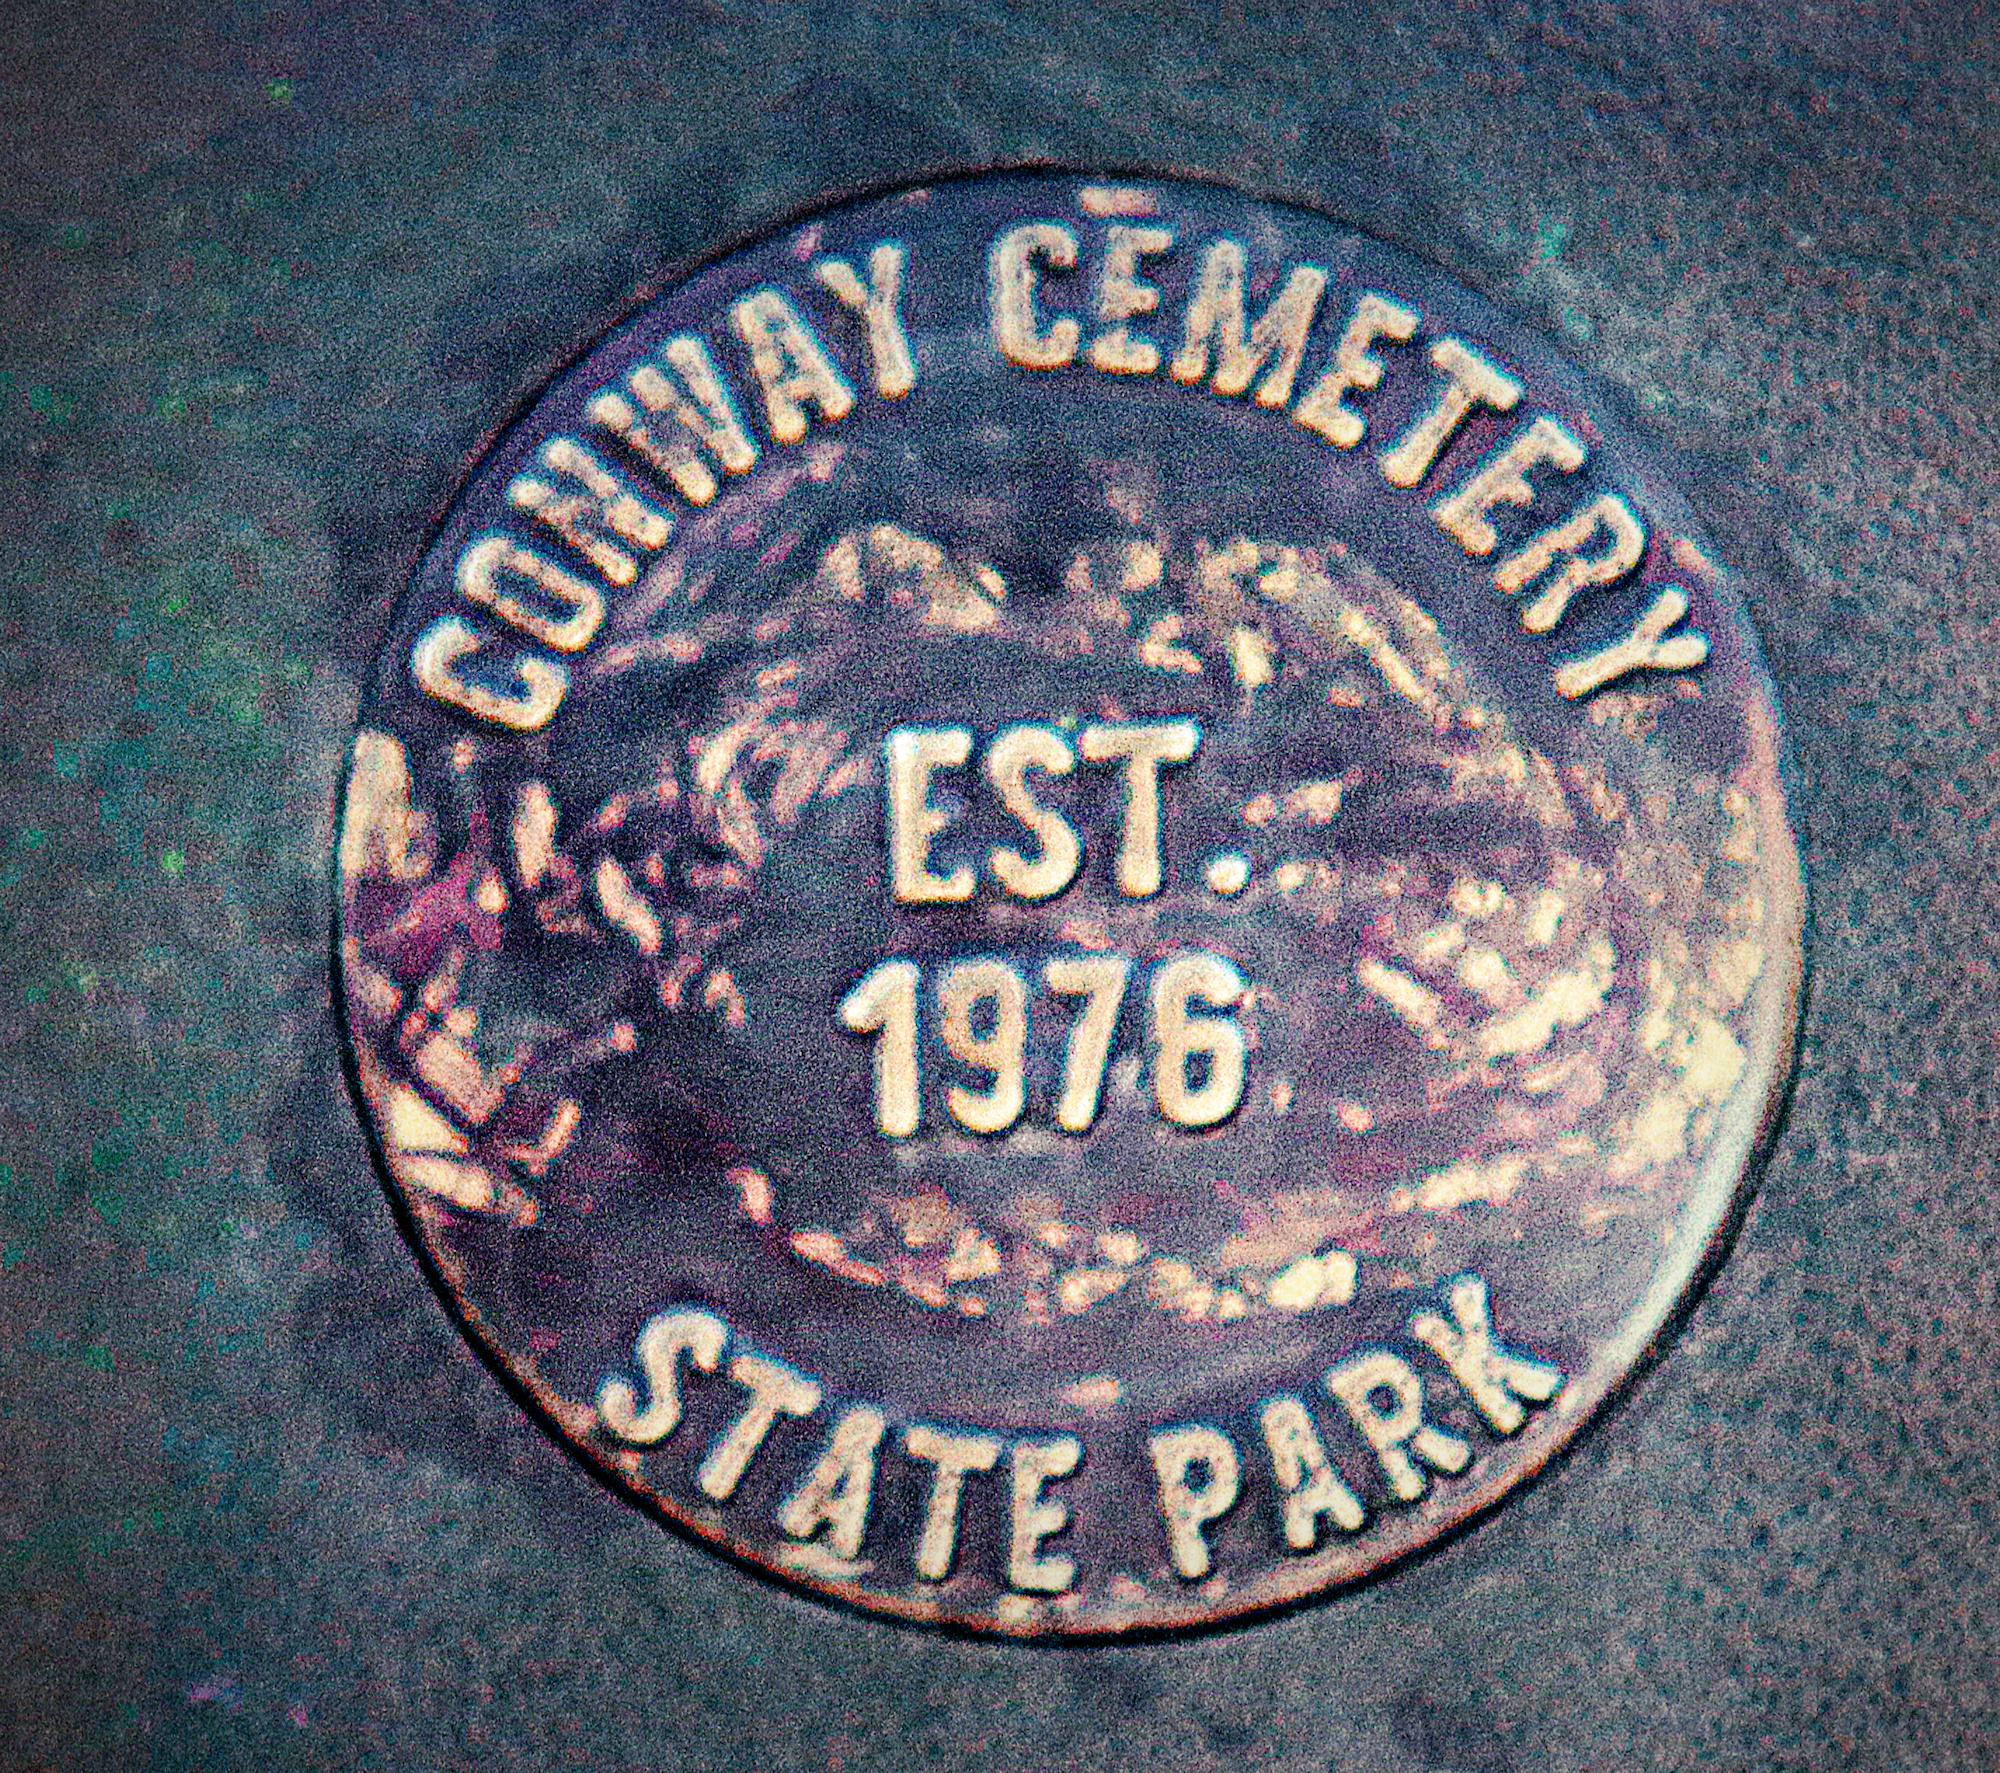 CONWAY CEMETERY
EST.
1976
STATE PARK